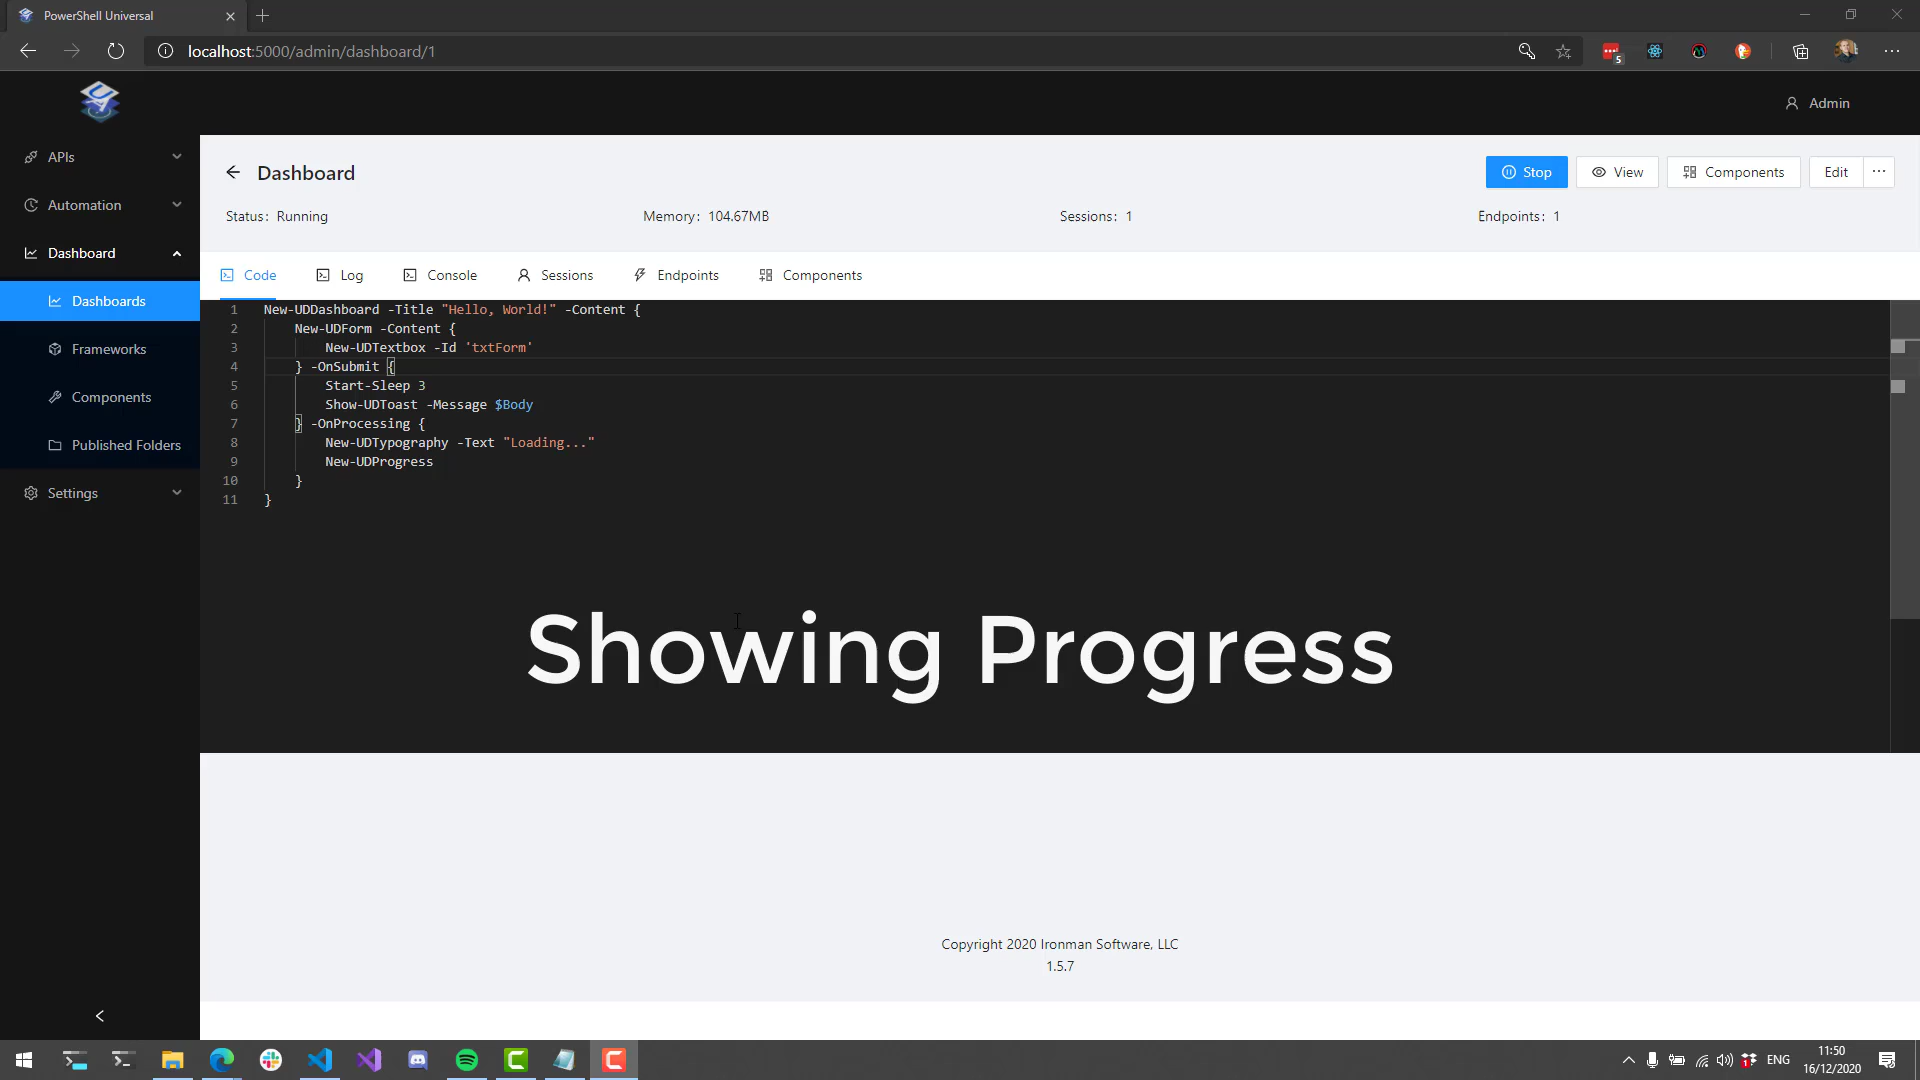 PowerShell Universal
localhost:5000/admin/dashboard/1
5
Admin
APIs
Automation
Dashboard
Dashboards
Frameworks
Components
Published Folders
Settings
Dashboard
Stop
View
Components
Edit
Status: Running
Memory: 104.67MB
Sessions: 1
Endpoints: 1
Code
Log
Console
Sessions
Endpoints
Components
1 New-UDDashboard -Title "Hello, World!" -Content {
2 New-UDForm -Content {
3 New-UDTextbox -Id 'txtForm'
4 } -OnSubmit {
5 Start-Sleep 3
6 Show-UDToast -Message $Body
7 } -OnProcessing {
8 New-UDTypography -Text "Loading..."
9 New-UDProgress
10 }
11 }
Showing Progress
Copyright 2020 Ironman Software, LLC
1.5.7
ENG
11:50
16/12/2020